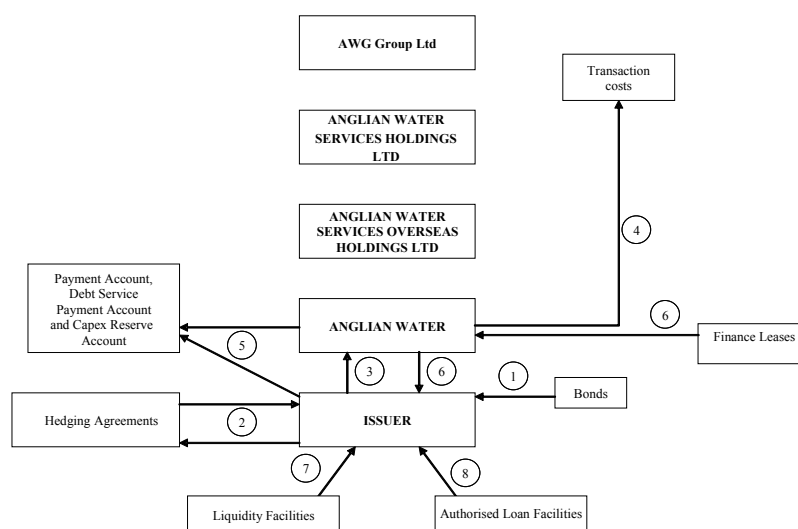 AWG Group Ltd
Transaction
costs
ANGLIAN WATER
SERVICES HOLDINGS
LTD
ANGLIAN WATER
SERVICES OVERSEAS
HOLDINGS LTD
4
Payment Account,
Debt Service
Payment Account
and Capex Reserve
Account
ANGLIAN WATER
6
Finance Leases
5
3
6
1
Bonds
Hedging Agreements
2
ISSUER
7
8
Liquidity Facilities
Authorised Loan Facilities